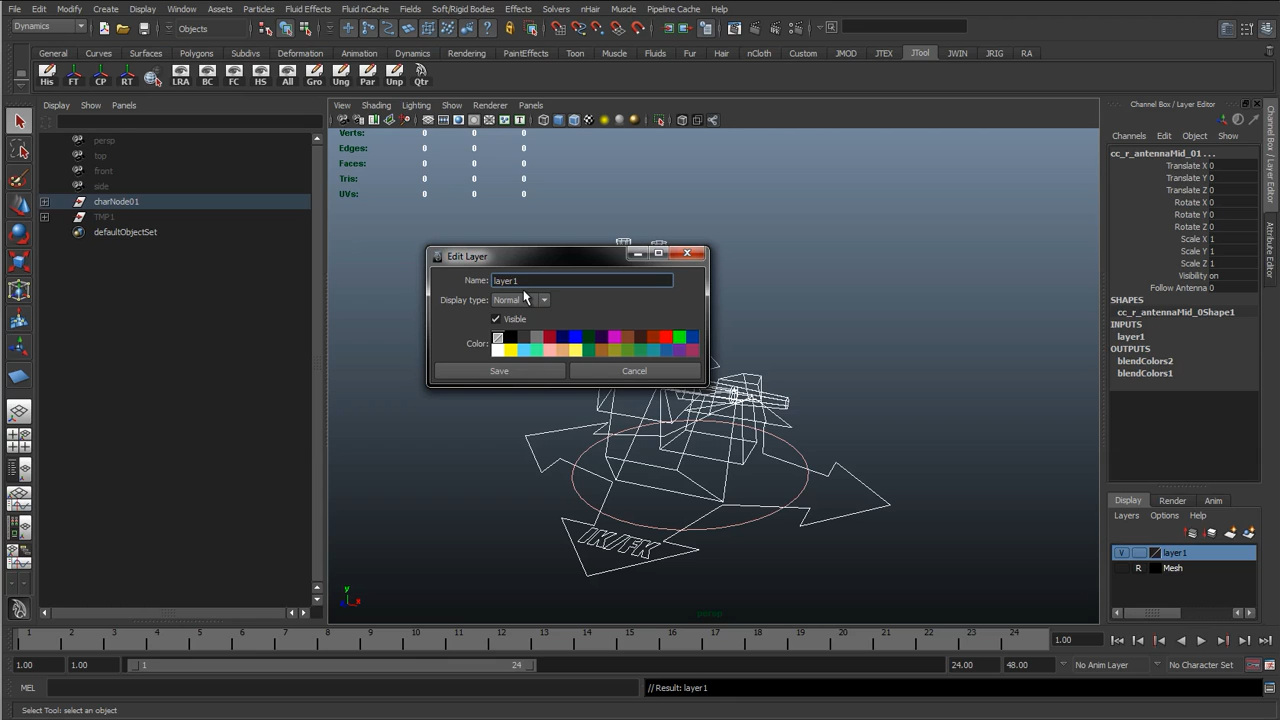 File Edit Modify Create Display Window Assets Particles Fluid Effects Fluid nCache Fields Soft/Rigid Bodies Effects Solvers nHair Muscle Pipeline Cache Help
Dynamics Objects
General Curves Surfaces Polygons Subdivs Deformation Animation Dynamics Rendering PaintEffects Toon Muscle Fluids Fur Hair nCloth Custom JMOD JTEX JTool JWIN JRIG RA
His FT CP RT LRA BC FC HS All Gro Ung Par Unp Qtr
Display Show Panels
View Shading Lighting Show Renderer Panels
Channel Box / Layer Editor
Channels Edit Object Show
persp
top
front
side
charNode01
TMP1
defaultObjectSet
Verts: 0 0 0
Edges: 0 0 0
Faces: 0 0 0
Tris: 0 0 0
UVs: 0 0 0
Edit Layer
Name: layer1
Display type: Normal
Visible
Color:
Save Cancel
IK/FK
y
x
persp
cc_r_antennaMid_01 ...
Translate X 0
Translate Y 0
Translate Z 0
Rotate X 0
Rotate Y 0
Rotate Z 0
Scale X 1
Scale Y 1
Scale Z 1
Visibility on
Follow Antenna 0
SHAPES
cc_r_antennaMid_0Shape1
INPUTS
layer1
OUTPUTS
blendColors2
blendColors1
Display Render Anim
Layers Options Help
V layer1
R Mesh
Channel Box / Layer Editor
Attribute Editor
1 2 3 4 5 6 7 8 9 10 11 12 13 14 15 16 17 18 19 20 21 22 23 24 1.00
1.00 1.00 1 24 24.00 48.00 No Anim Layer No Character Set
MEL // Result: layer1
Select Tool: select an object